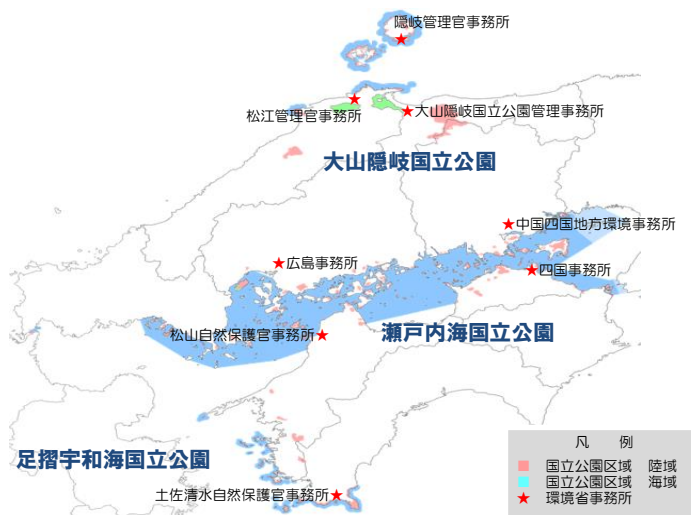 隠岐管理官事務所
松江管理官事務所
大山隠岐国立公園管理事務所
大山隠岐国立公園
中国四国地方環境事務所
広島事務所
四国事務所
松山自然保護官事務所
瀬戸内海国立公園
足摺宇和海国立公園
土佐清水自然保護官事務所
凡 例
国立公園区域 陸域
国立公園区域 海域
環境省事務所